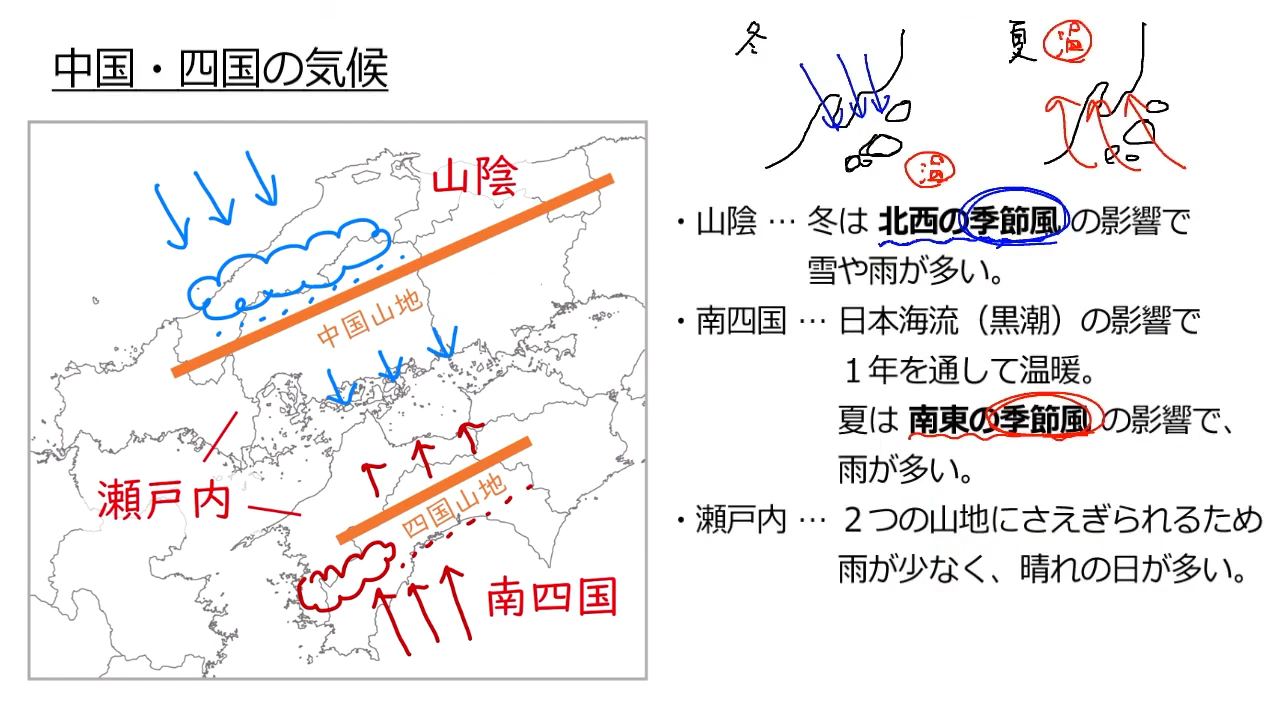 中国・四国の気候
冬
夏 温
温
山陰
中国山地
瀬戸内
四国山地
南四国
・山陰 … 冬は 北西の季節風 の影響で
雪や雨が多い。
・南四国 … 日本海流（黒潮）の影響で
１年を通して温暖。
夏は 南東の季節風 の影響で、
雨が多い。
・瀬戸内 … ２つの山地にさえぎられるため
雨が少なく、晴れの日が多い。